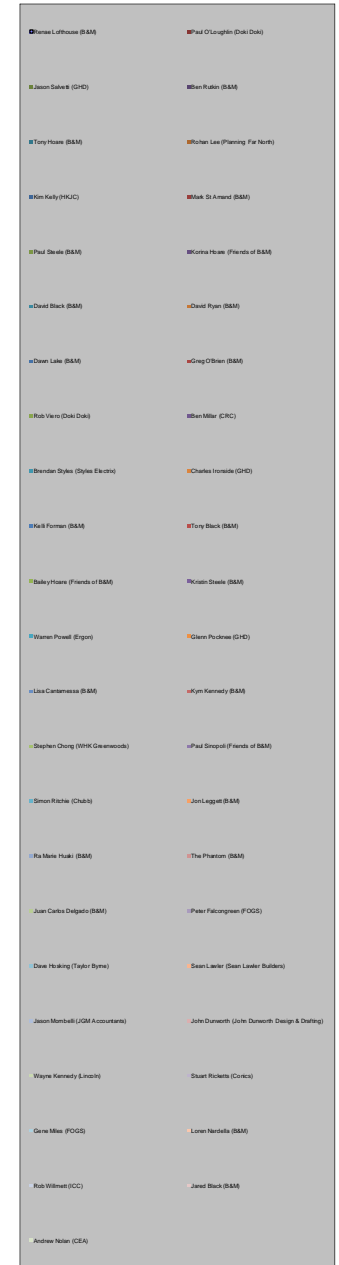 Renae Lofthouse (B&M)
Paul O'Loughlin (Doki Doki)
Jason Salvetti (GHD)
Ben Rutkin (B&M)
Tony Hoare (B&M)
Rohan Lee (Planning Far North)
Kim Kelly (HKJC)
Mark St Amand (B&M)
Paul Steele (B&M)
Korina Hoare (Friends of B&M)
David Black (B&M)
David Ryan (B&M)
Dawn Lake (B&M)
Greg O'Brien (B&M)
Rob Viero (Doki Doki)
Ben Millar (CRC)
Brendan Styles (Styles Electrix)
Charles Ironside (GHD)
Kelli Forman (B&M)
Tony Black (B&M)
Bailey Hoare (Friends of B&M)
Kristin Steele (B&M)
Warren Powell (Ergon)
Glenn Pocknee (GHD)
Lisa Cantamessa (B&M)
Kym Kennedy (B&M)
Stephen Chong (WHK Greenwoods)
Paul Sinopoli (Friends of B&M)
Simon Ritchie (Chubb)
Jon Leggett (B&M)
Ra Marie Huaki (B&M)
The Phantom (B&M)
Juan Carlos Delgado (B&M)
Peter Falcongreen (FOGS)
Dave Hosking (Taylor Byrne)
Sean Lawler (Sean Lawler Builders)
Jason Mombelli (JGM Accountants)
John Dunworth (John Dunworth Design & Drafting)
Wayne Kennedy (Lincoln)
Stuart Ricketts (Conics)
Gene Miles (FOGS)
Loren Nardella (B&M)
Rob Willmett (ICC)
Jared Black (B&M)
Andrew Nolan (CEA)